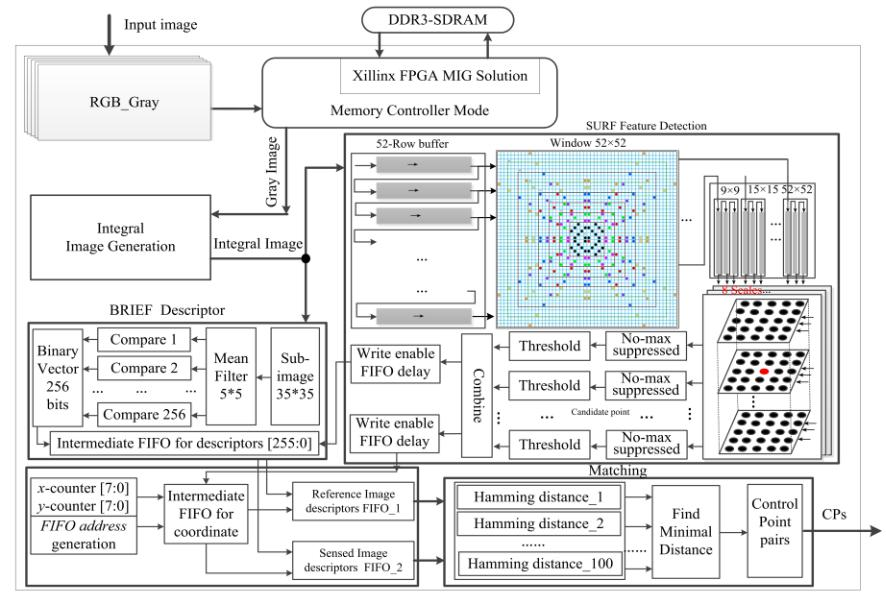 Input image
DDR3-SDRAM
Xillinx FPGA MIG Solution
Memory Controller Mode
RGB_Gray
Gray Image
Integral
Image Generation
Integral Image
SURF Feature Detection
52-Row buffer
Window 52×52
...
...
...
9×9
15×15
52×52
...
...
8 Scales...
BRIEF Descriptor
Binary
Vector
256
bits
Compare 1
Compare 2
...
...
Compare 256
Mean
Filter
5*5
Sub-
image
35*35
Intermediate FIFO for descriptors [255:0]
Write enable
FIFO delay
Write enable
FIFO delay
Combine
Threshold
No-max
suppressed
Threshold
No-max
suppressed
...
...
Candidate point
...
Threshold
No-max
suppressed
x-counter [7:0]
y-counter [7:0]
FIFO address
generation
Intermediate
FIFO for
coordinate
Reference Image
descriptors FIFO_1
Sensed Image
descriptors FIFO_2
Matching
Hamming distance_1
Hamming distance_2
......
Hamming distance_100
......
Find
Minimal
Distance
Control
Point
pairs
CPs